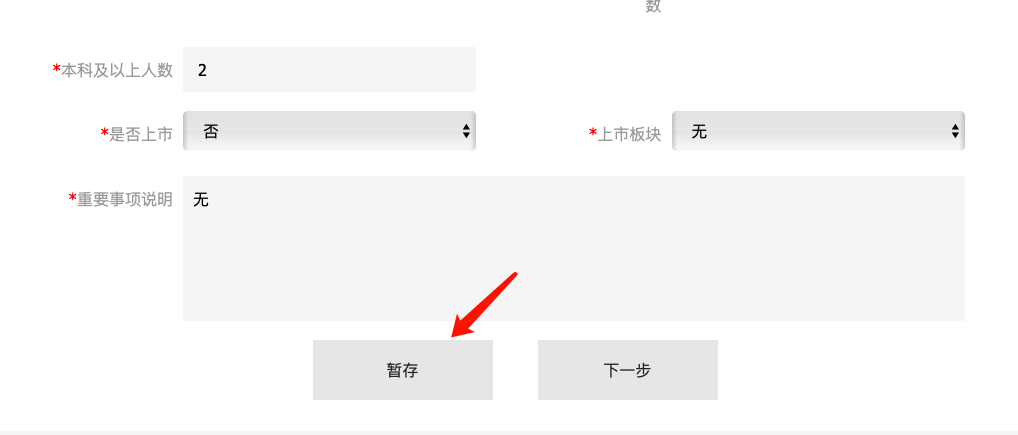 数
*本科及以上人数 2
*是否上市 否 *上市板块 无
*重要事项说明 无
暂存 下一步